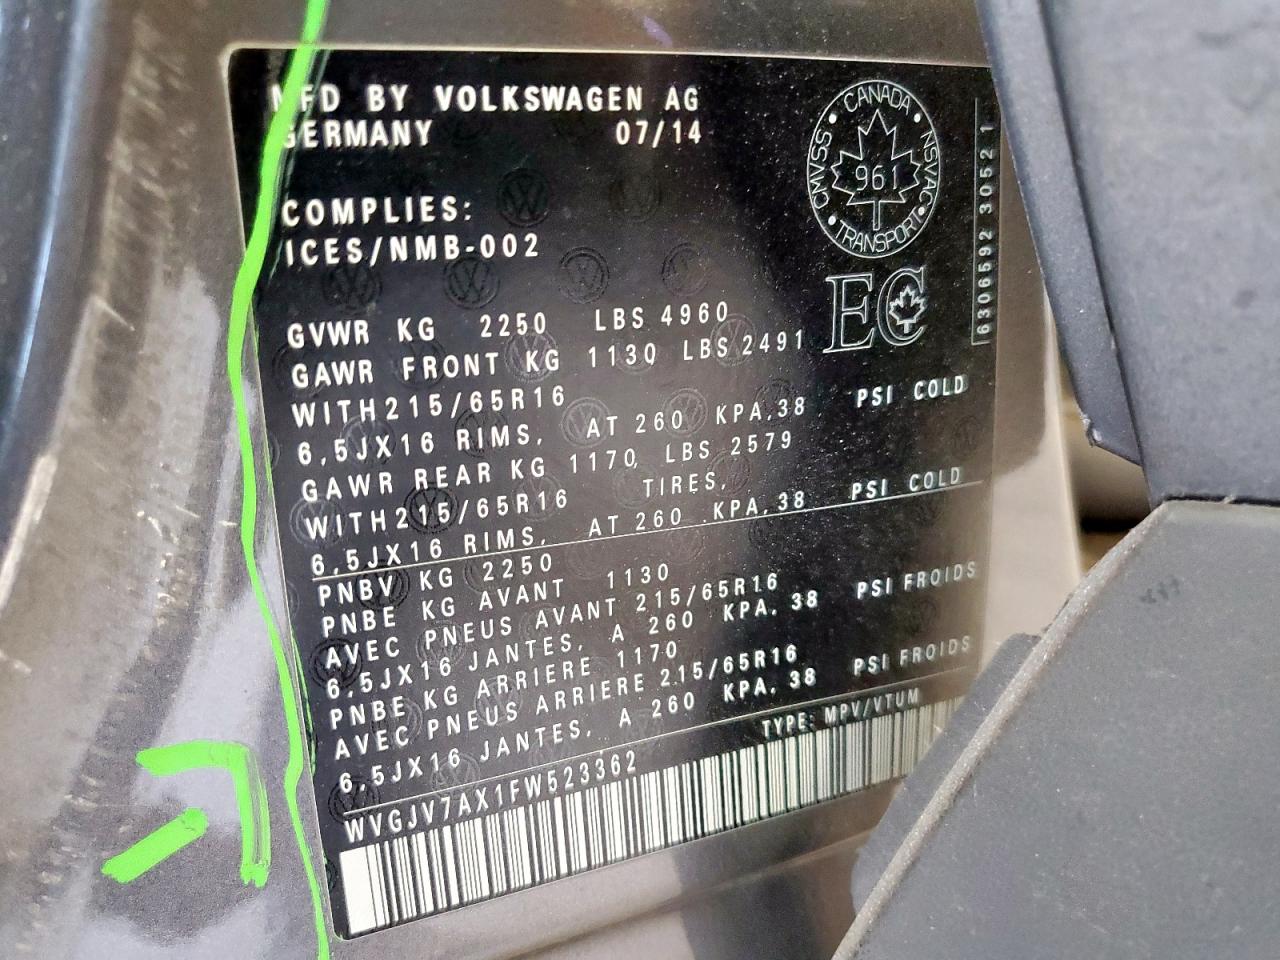 MFD BY VOLKSWAGEN AG
GERMANY 07/14
COMPLIES:
ICES/NMB-002
CANADA
CMVSS 961 NSVAC
TRANSPORT
EC
16306592 3052 1
GVWR KG 2250 LBS 4960
GAWR FRONT KG 1130 LBS 2491
WITH215/65R16
6,5JX16 RIMS, AT 260 KPA,38 PSI COLD
GAWR REAR KG 1170, LBS 2579
WITH215/65R16 TIRES,
6,5JX16 RIMS, AT 260 KPA,38 PSI COLD
PNBV KG 2250
PNBE KG AVANT 1130
AVEC PNEUS AVANT 215/65R16
6,5JX16 JANTES, A 260 KPA, 38 PSI FROIDS
PNBE KG ARRIERE 1170
AVEC PNEUS ARRIERE 215/65R16
6,5JX16 JANTES, A 260 KPA, 38 PSI FROIDS
WVGJV7AX1FW523362 TYPE: MPV/VTUM